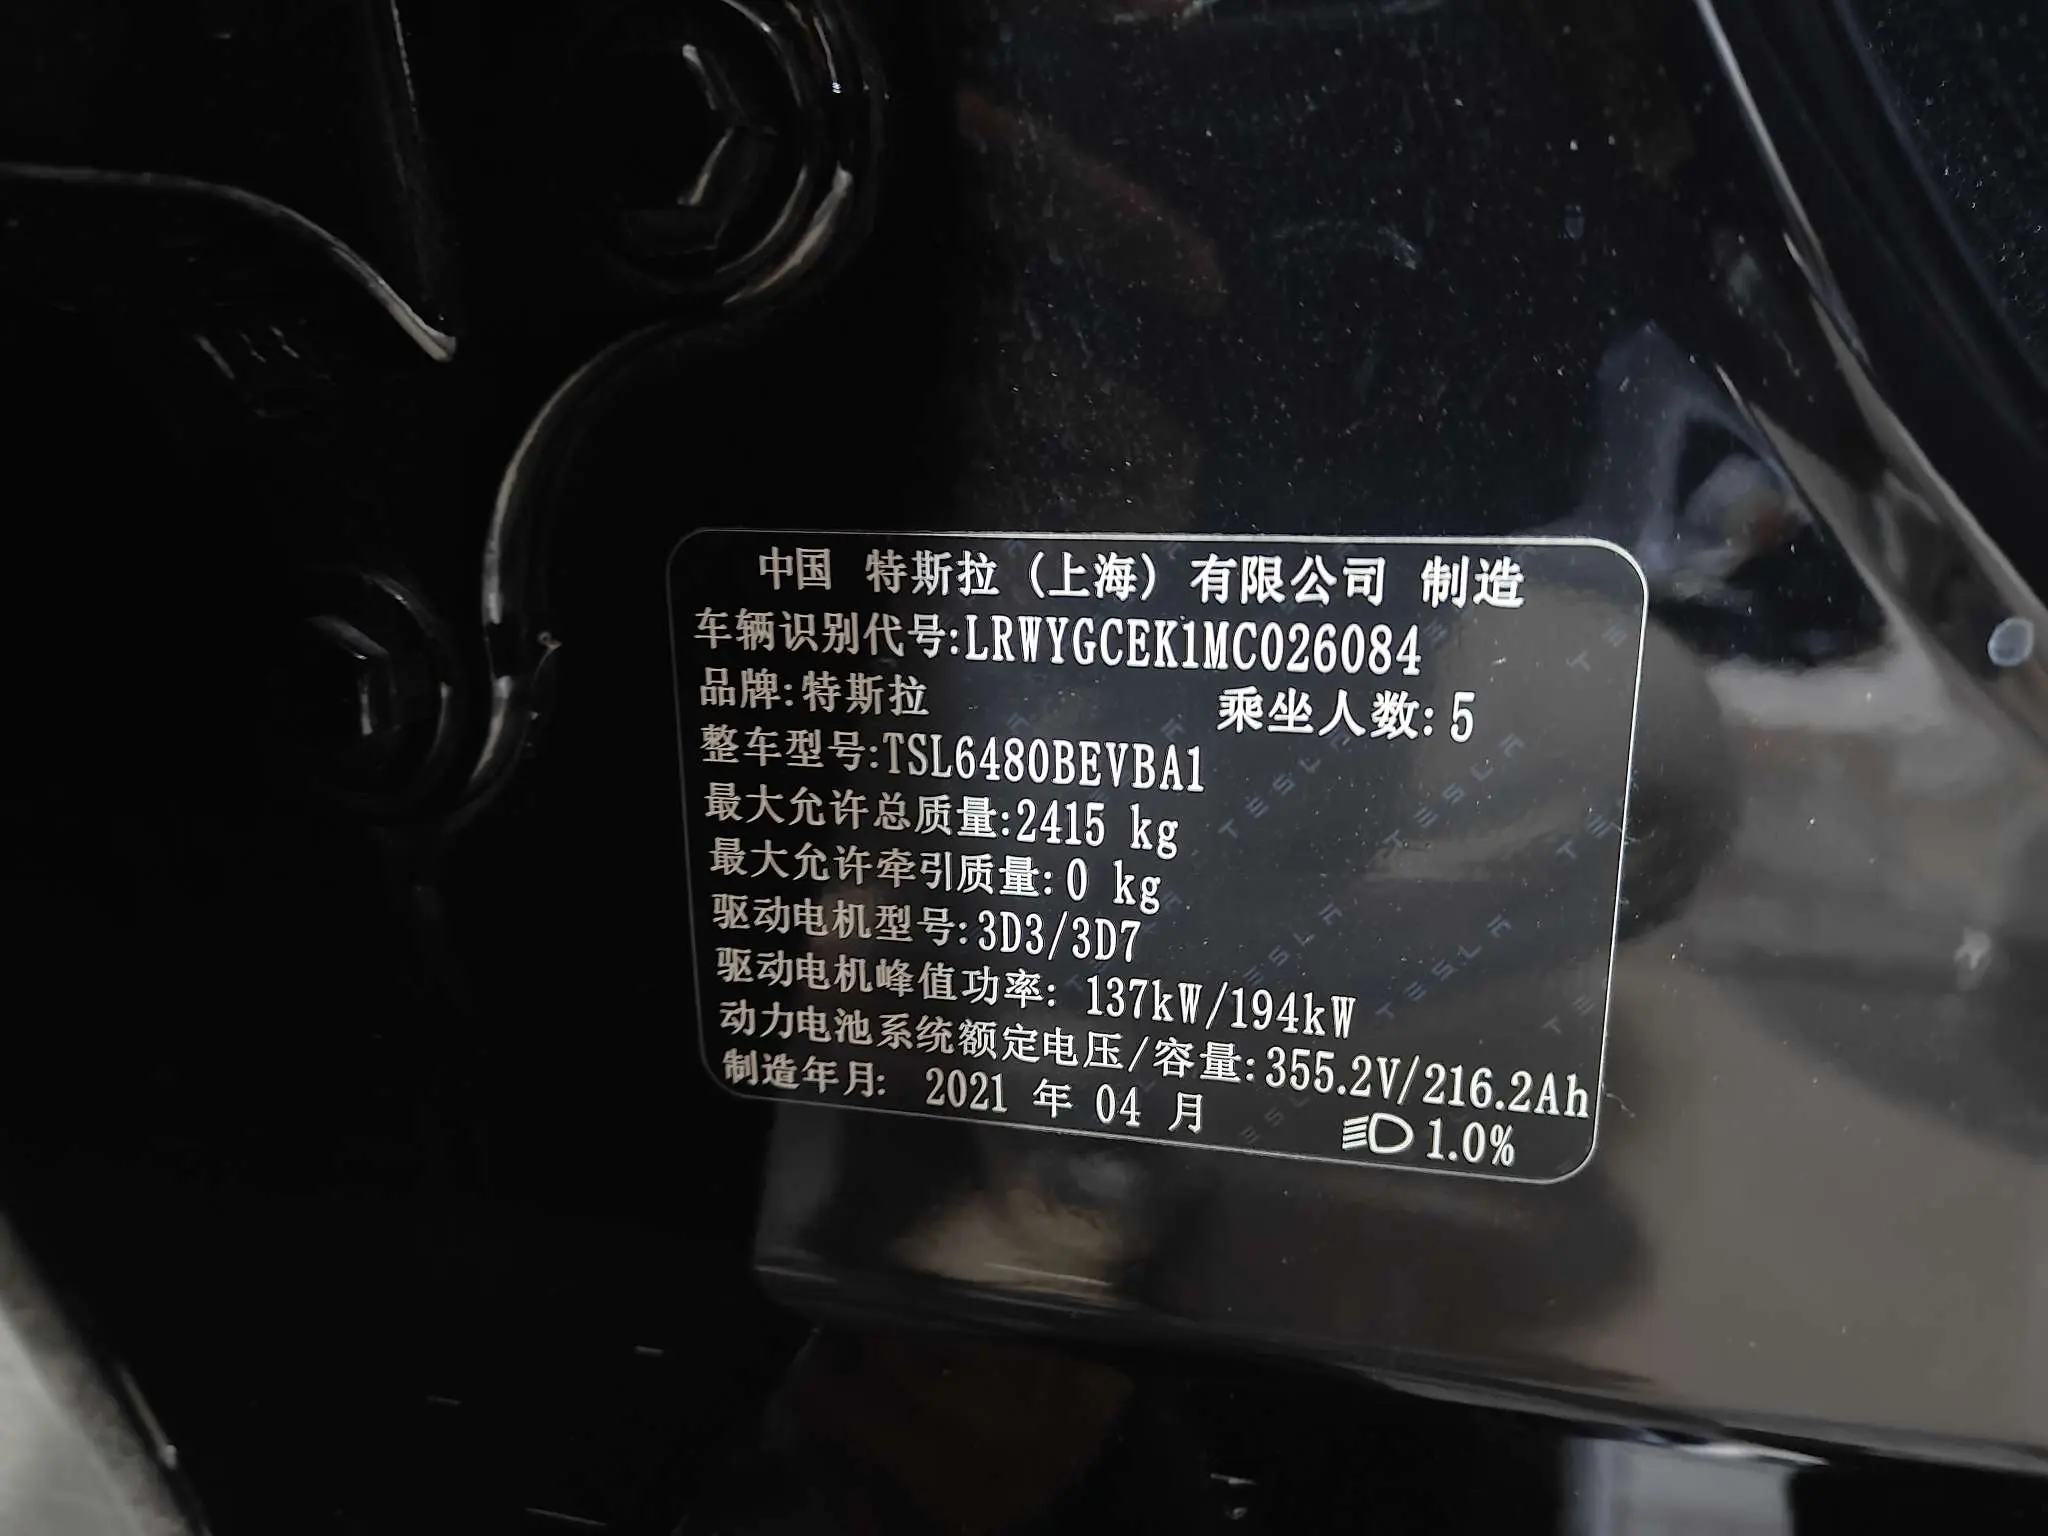 中国 特斯拉 (上海) 有限公司 制造
车辆识别代号:LRWYGCEK1MC026084
品牌:特斯拉 乘坐人数:5
整车型号:TSL6480BEVBA1
最大允许总质量:2415 kg
最大允许牵引质量:0 kg
驱动电机型号:3D3/3D7
驱动电机峰值功率: 137kW/194kW
动力电池系统额定电压/容量:355.2V/216.2Ah
制造年月: 2021 年 04 月
1.0%